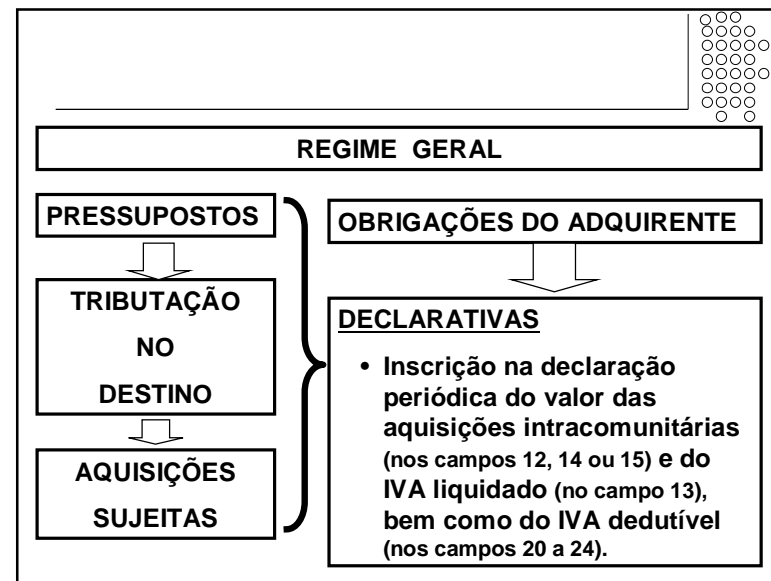 REGIME GERAL
PRESSUPOSTOS
TRIBUTAÇÃO
NO
DESTINO
AQUISIÇÕES
SUJEITAS
OBRIGAÇÕES DO ADQUIRENTE
DECLARATIVAS
• Inscrição na declaração
periódica do valor das
aquisições intracomunitárias
(nos campos 12, 14 ou 15) e do
IVA liquidado (no campo 13),
bem como do IVA dedutível
(nos campos 20 a 24).